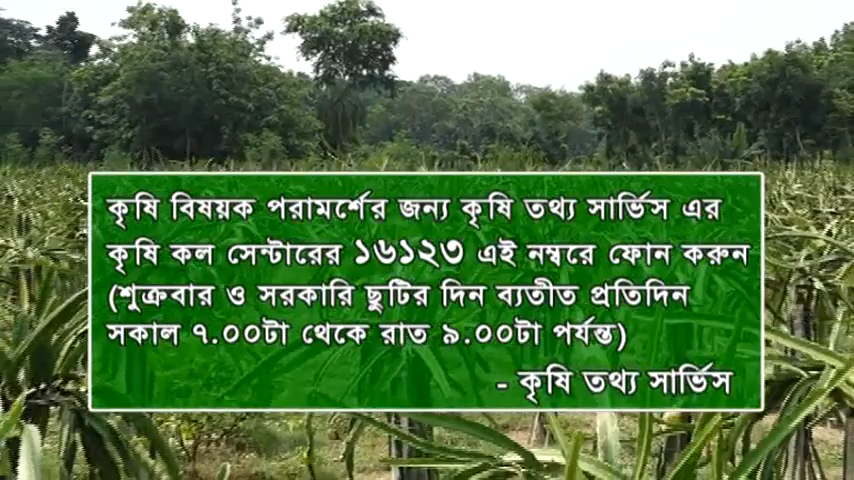 কৃষি বিষয়ক পরামর্শের জন্য কৃষি তথ্য সার্ভিস এর
কৃষি কল সেন্টারের ১৬১২৩ এই নম্বরে ফোন করুন
(শুক্রবার ও সরকারি ছুটির দিন ব্যতীত প্রতিদিন
সকাল ৭.০০টা থেকে রাত ৯.০০টা পর্যন্ত)
- কৃষি তথ্য সার্ভিস